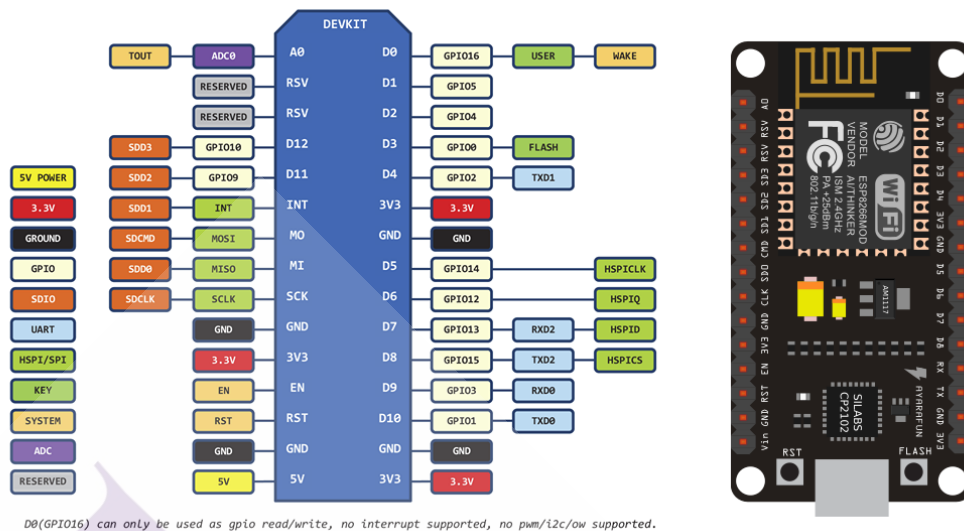 DEVKIT
TOUT ADC0 A0 D0 GPIO16 USER WAKE
RESERVED RSV D1 GPIO5
RESERVED RSV D2 GPIO4
SDD3 GPIO10 D12 D3 GPIO0 FLASH
SDD2 GPIO9 D11 D4 GPIO2 TXD1
SDD1 INT INT 3V3 3.3V
SDCMD MOSI MO GND GND
SDD0 MISO MI D5 GPIO14 HSPICLK
SDCLK SCLK SCK D6 GPIO12 HSPIQ
GND GND D7 GPIO13 RXD2 HSPID
3.3V 3V3 D8 GPIO15 TXD2 HSPICS
EN EN D9 GPIO3 RXD0
RST RST D10 GPIO1 TXD0
GND GND GND GND
5V 5V 3V3 3.3V
5V POWER
3.3V
GROUND
GPIO
SDIO
UART
HSPI/SPI
KEY
SYSTEM
ADC
RESERVED
D0(GPIO16) can only be used as gpio read/write, no interrupt supported, no pwm/i2c/ow supported.
A0
RSV
RSV
SD3
SD2
SD1
CMD
SD0
CLK
GND
3V3
EN
RST
GND
Vin
D0
D1
D2
D3
D4
3V3
GND
D5
D6
D7
D8
RX
TX
GND
3V3
MODEL ESP8266MOD
VENDOR AI/THINKER
ISM 2.4GHz
PA +25dBm
802.11b/g/n
FCC
WiFi
AM1117
SILABS
CP2102
AYARAFUN
RST
FLASH